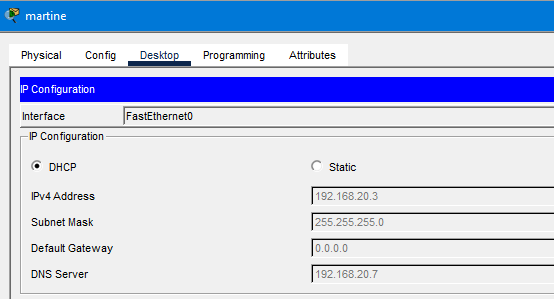 martine
Physical Config Desktop Programming Attributes
IP Configuration
Interface FastEthernet0
IP Configuration
DHCP Static
IPv4 Address 192.168.20.3
Subnet Mask 255.255.255.0
Default Gateway 0.0.0.0
DNS Server 192.168.20.7